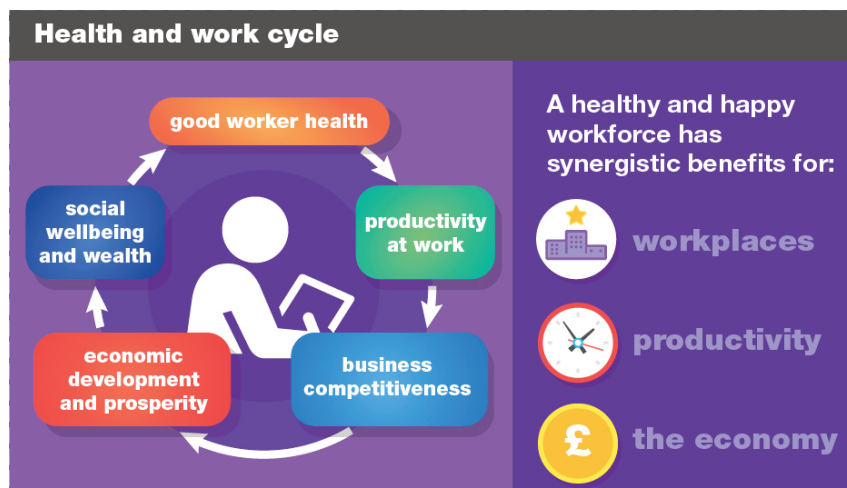 Health and work cycle
good worker health
productivity
at work
business
competitiveness
economic
development
and prosperity
social
wellbeing
and wealth
A healthy and happy
workforce has
synergistic benefits for:
workplaces
productivity
£
the economy